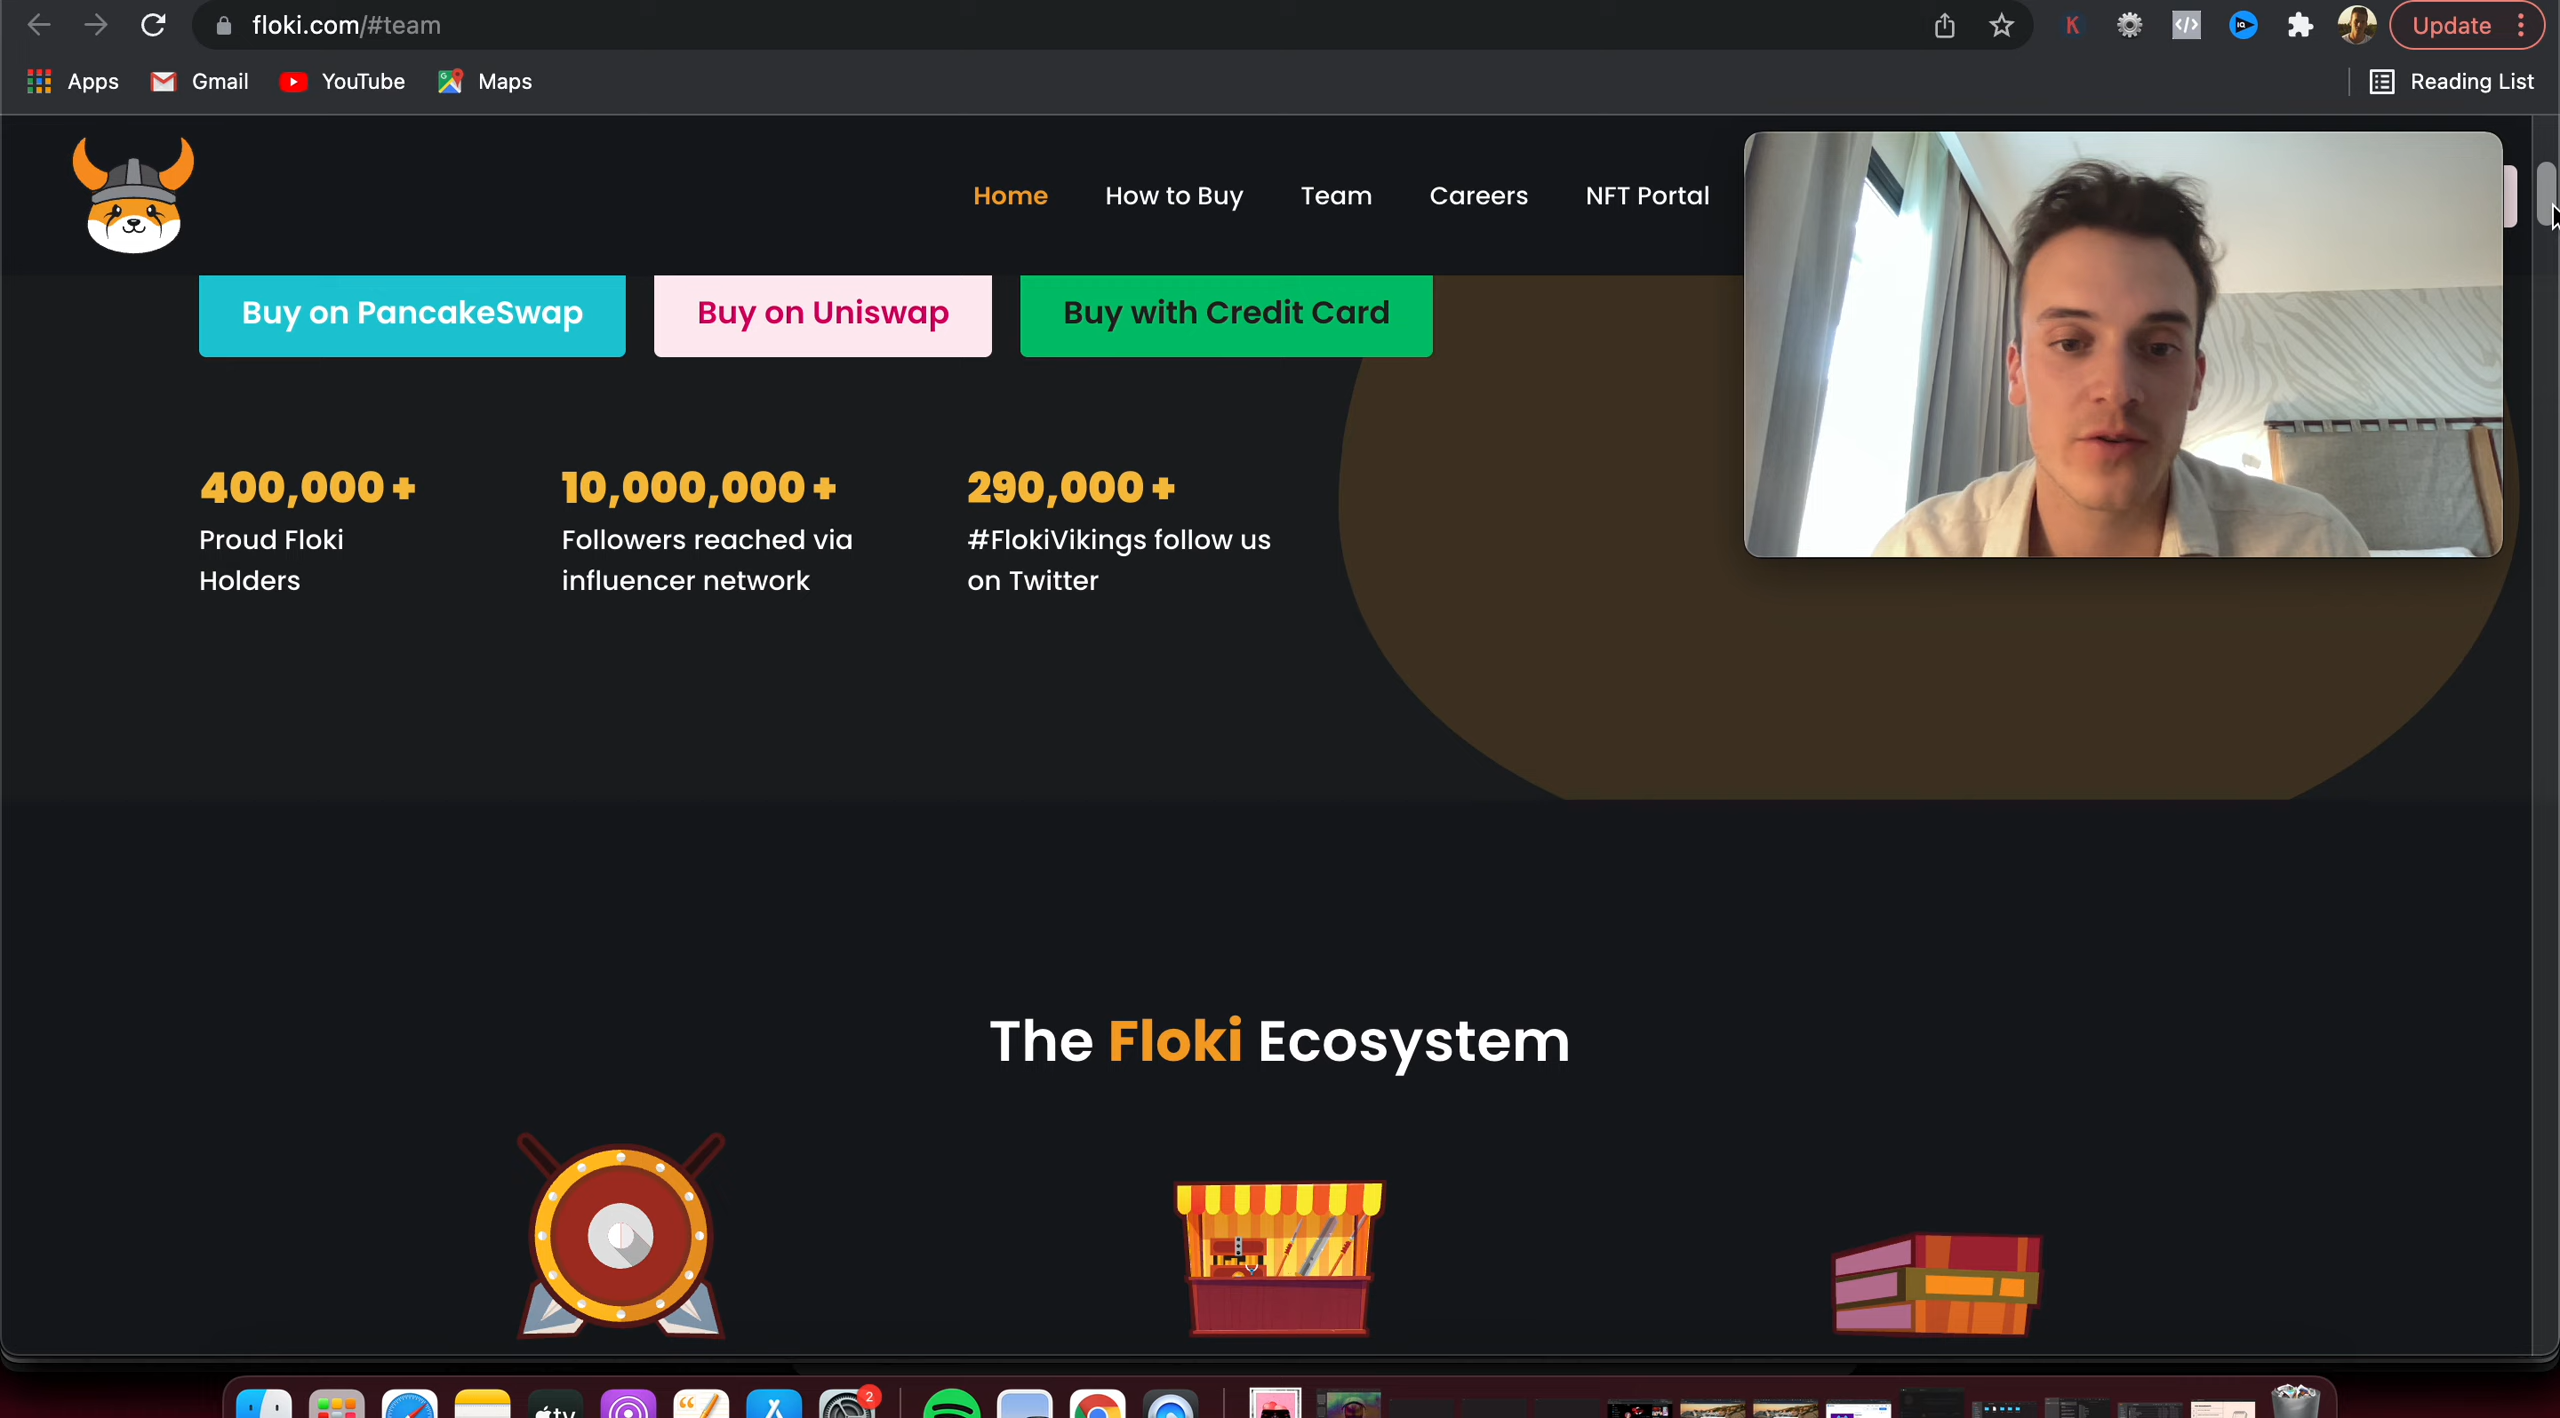 floki.com/#team
Update
Apps
Gmail
YouTube
Maps
Reading List
Home
How to Buy
Team
Careers
NFT Portal
Buy on PancakeSwap
Buy on Uniswap
Buy with Credit Card
400,000+
Proud Floki
Holders
10,000,000+
Followers reached via
influencer network
290,000+
#FlokiVikings follow us
on Twitter
The Floki Ecosystem
tv
2